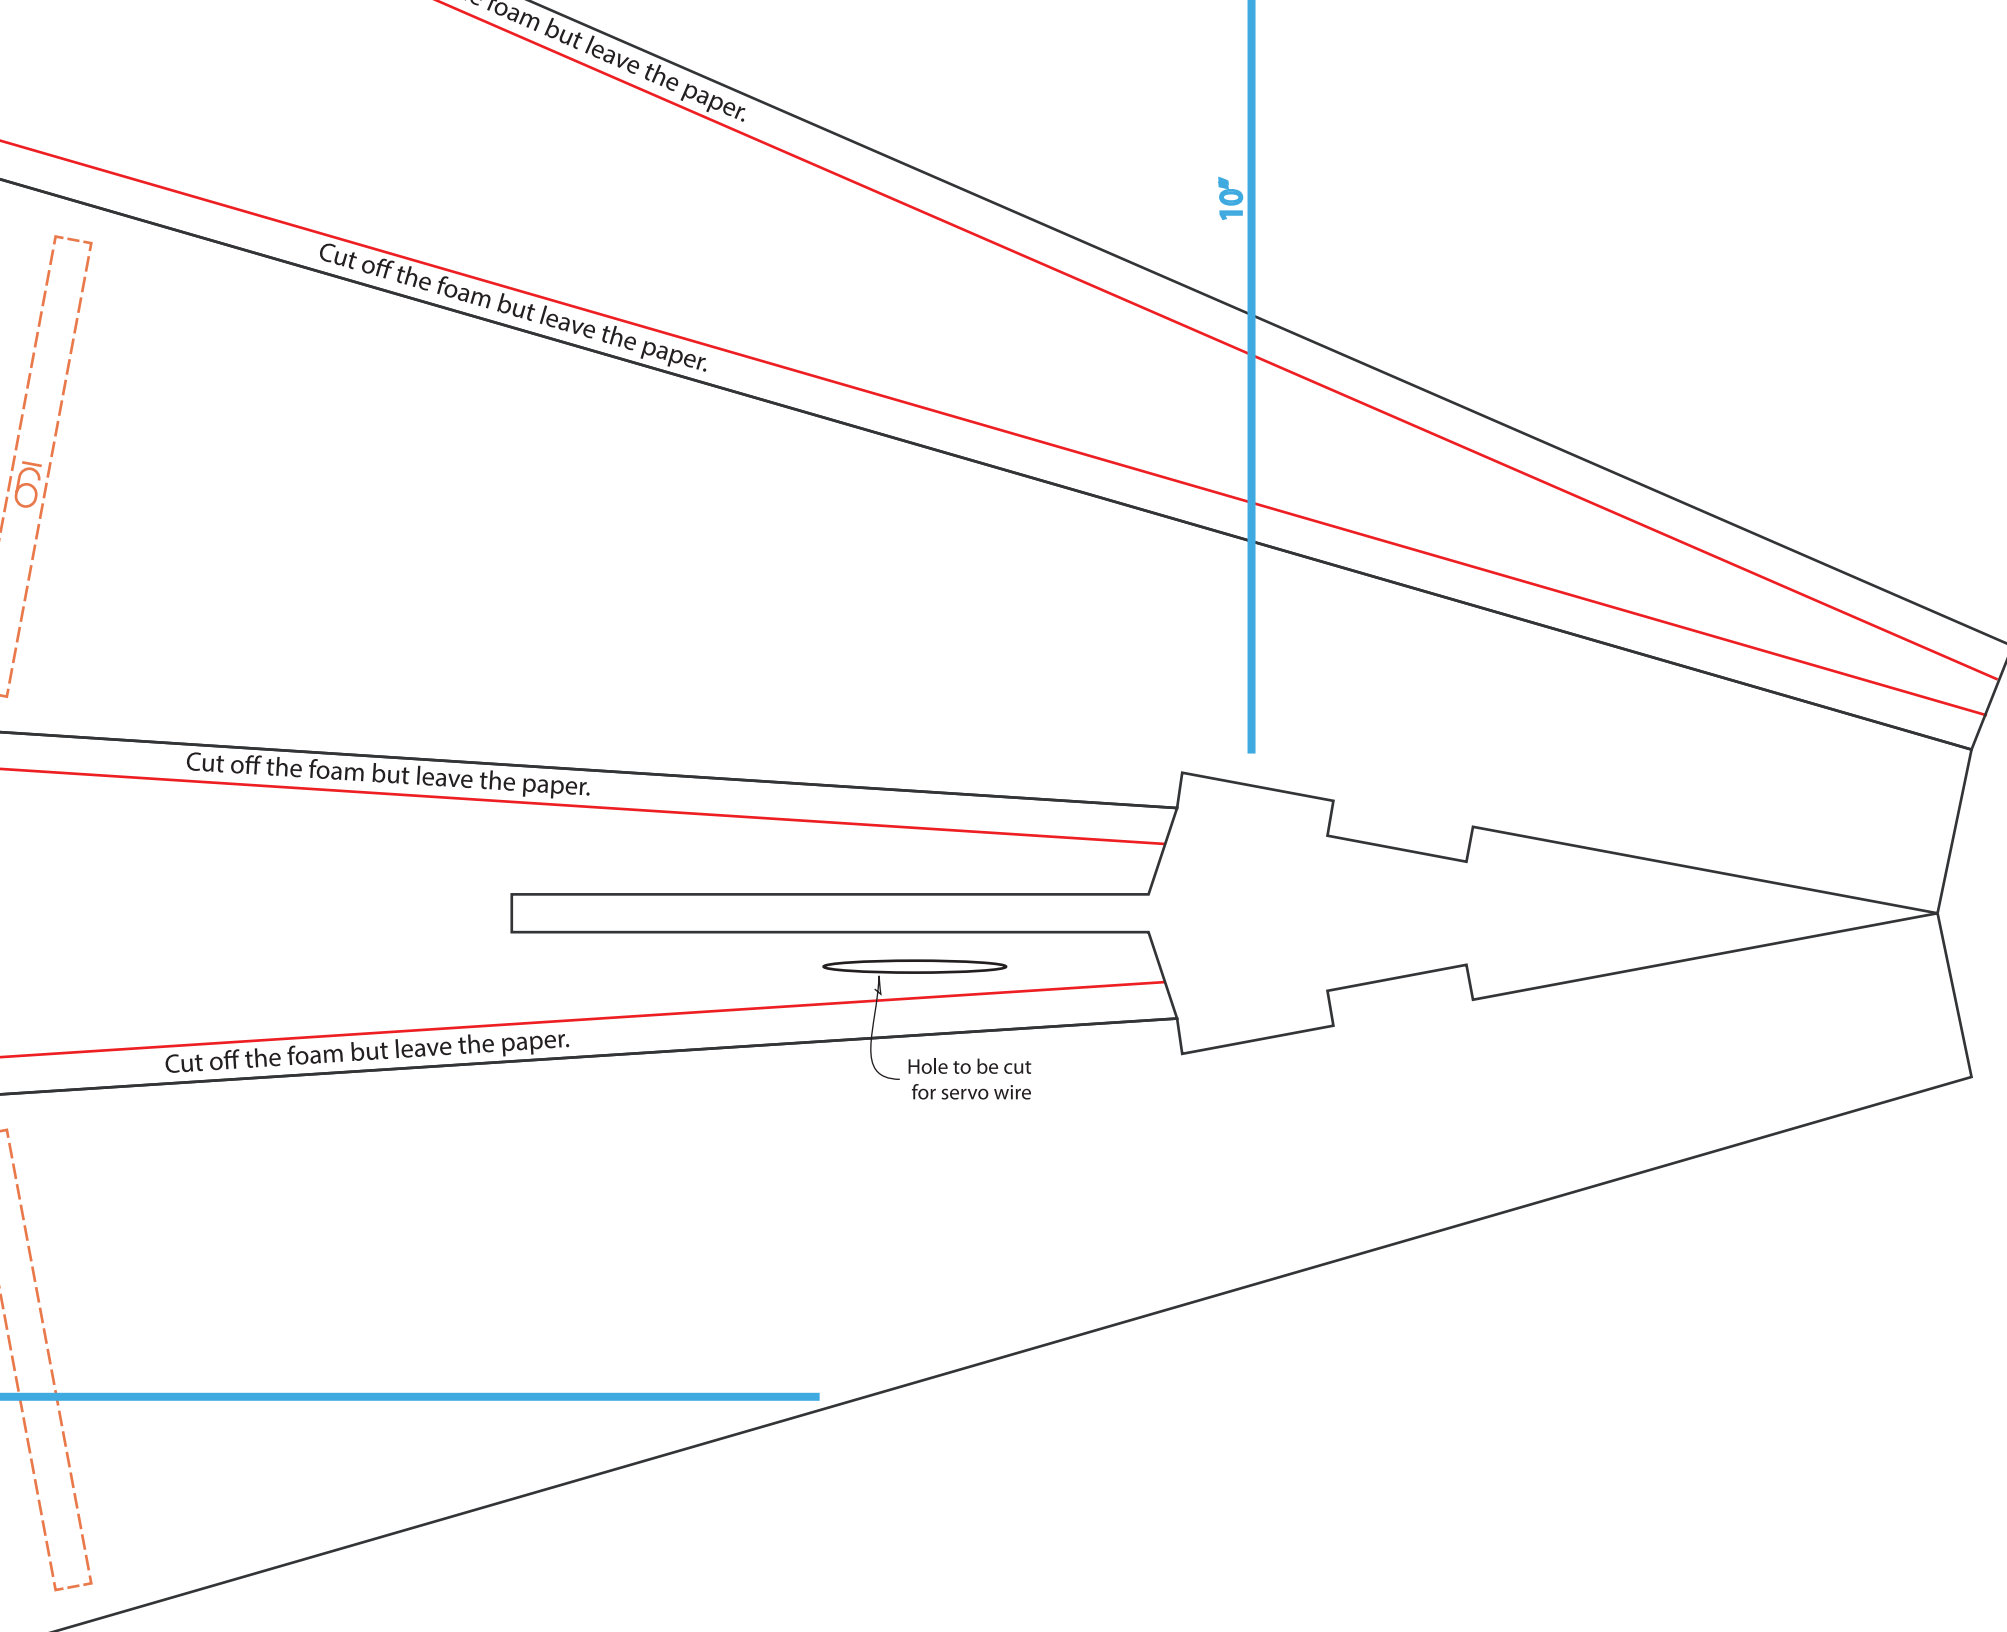 foam but leave the paper.
10"
Cut off the foam but leave the paper.
6
Cut off the foam but leave the paper.
Cut off the foam but leave the paper.
Hole to be cut
for servo wire